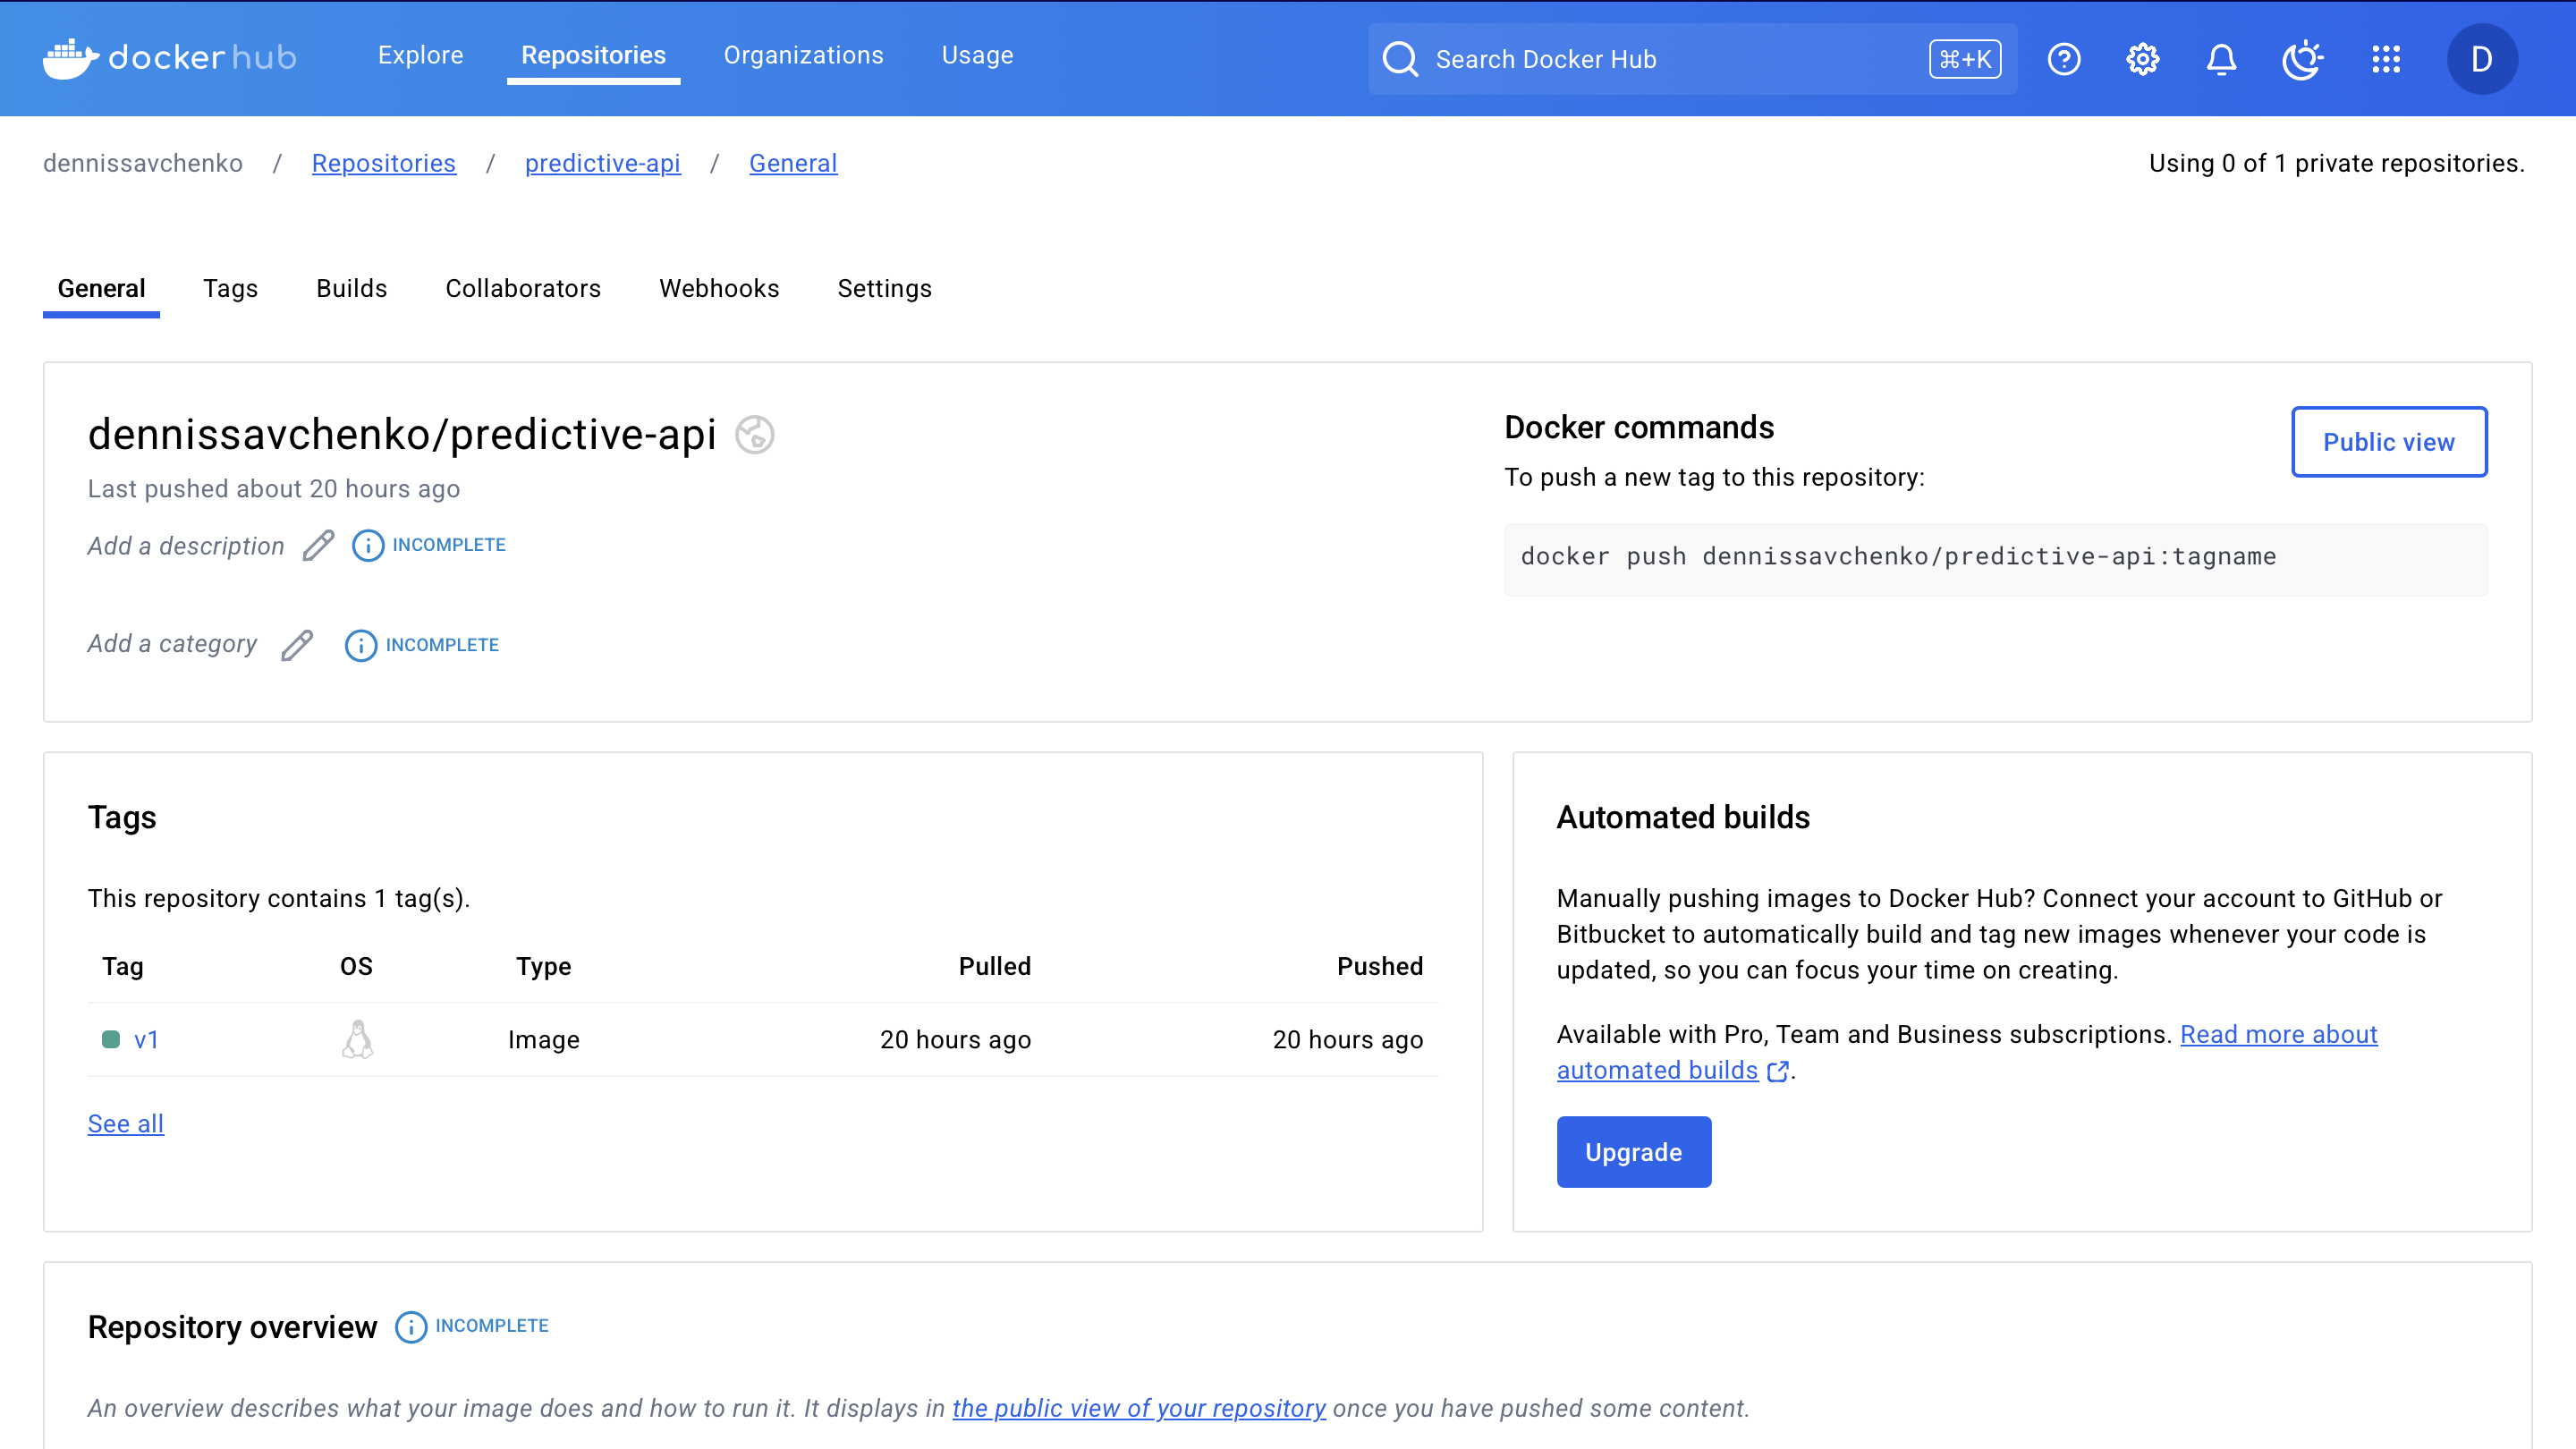 docker hub
Explore
Repositories
Organizations
Usage
Search Docker Hub
⌘+K
D
dennissavchenko / Repositories / predictive-api / General
Using 0 of 1 private repositories.
General
Tags
Builds
Collaborators
Webhooks
Settings
dennissavchenko/predictive-api
Last pushed about 20 hours ago
Add a description
INCOMPLETE
Add a category
INCOMPLETE
Docker commands
To push a new tag to this repository:
Public view
docker push dennissavchenko/predictive-api:tagname
Tags
This repository contains 1 tag(s).
Tag OS Type Pulled Pushed
v1 Image 20 hours ago 20 hours ago
See all
Automated builds
Manually pushing images to Docker Hub? Connect your account to GitHub or
Bitbucket to automatically build and tag new images whenever your code is
updated, so you can focus your time on creating.
Available with Pro, Team and Business subscriptions. Read more about
automated builds.
Upgrade
Repository overview
INCOMPLETE
An overview describes what your image does and how to run it. It displays in the public view of your repository once you have pushed some content.